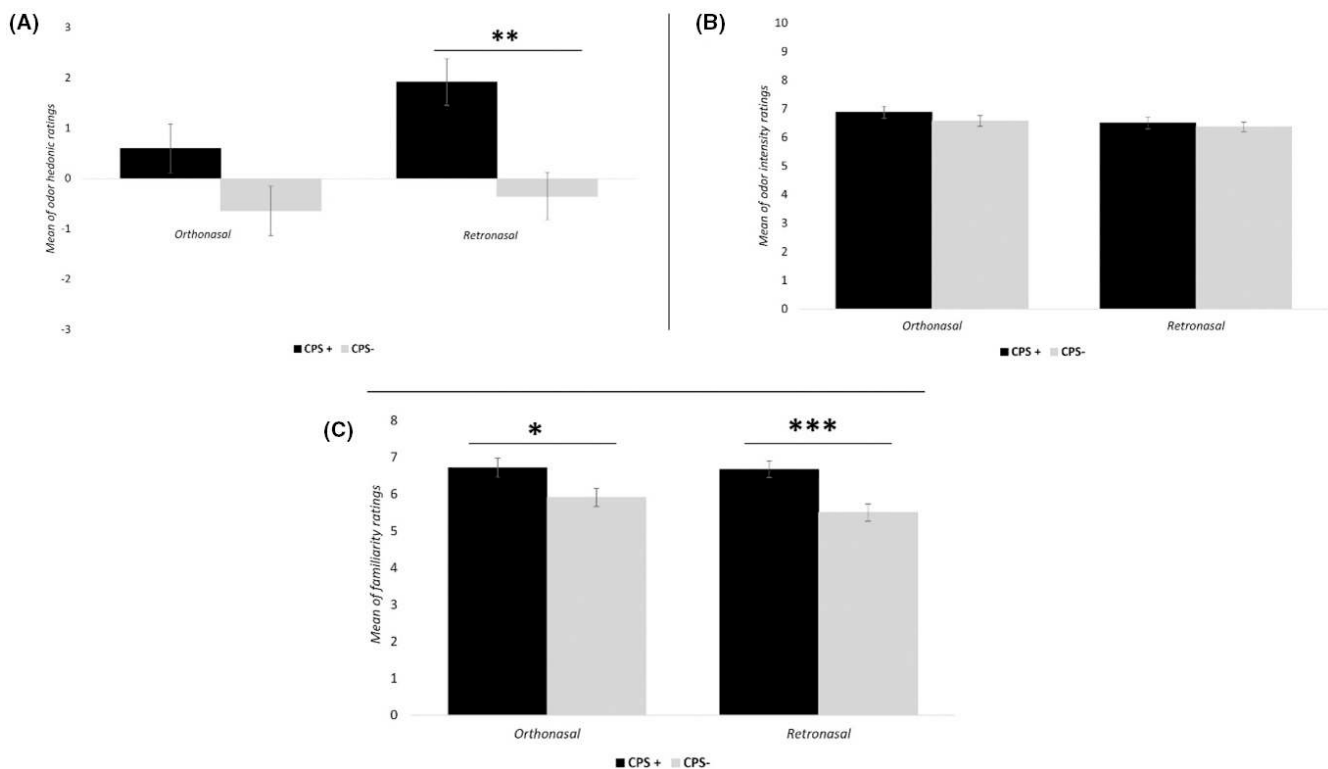 (A)
Mean of odor hedonic ratings
3
2
1
0
-1
-2
-3
**
Orthonasal
Retronasal
CPS + CPS-
(B)
Mean of odor intensity ratings
10
9
8
7
6
5
4
3
2
1
0
Orthonasal
Retronasal
CPS + CPS-
(C)
Mean of familiarity ratings
8
7
6
5
4
3
2
1
0
*
***
Orthonasal
Retronasal
CPS + CPS-